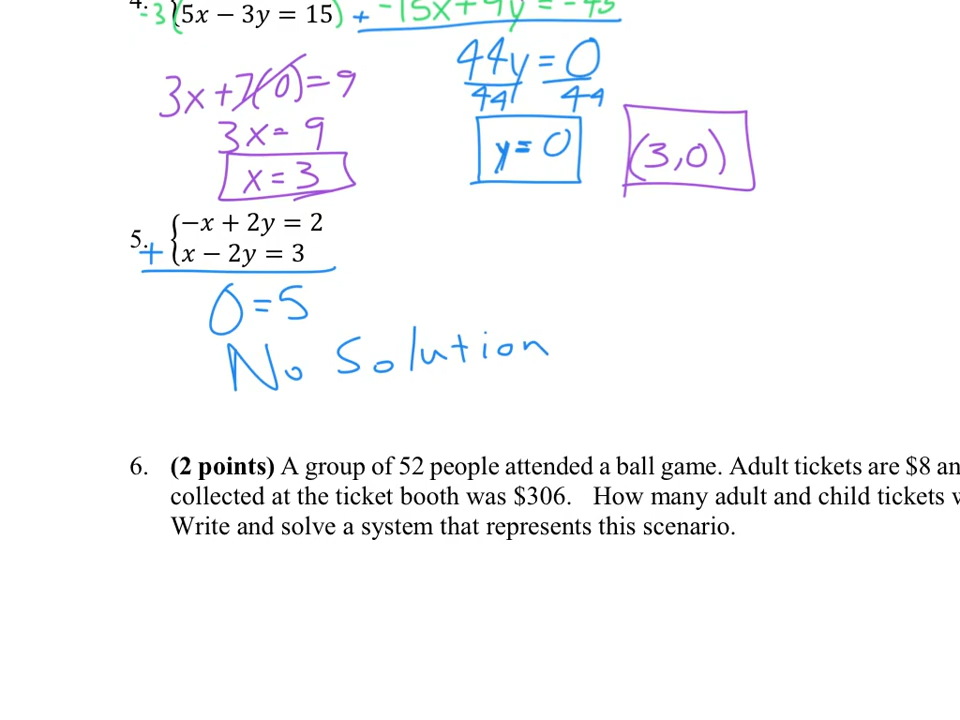 4.
-3(5x − 3y = 15) + -15x + 9y = -45
44y = 0
3x + 7(0) = 9
44 44
3x = 9
y = 0
(3,0)
x = 3
5. −x + 2y = 2
+ x − 2y = 3
0 = 5
No Solution
6. (2 points) A group of 52 people attended a ball game. Adult tickets are $8 an
collected at the ticket booth was $306. How many adult and child tickets
Write and solve a system that represents this scenario.